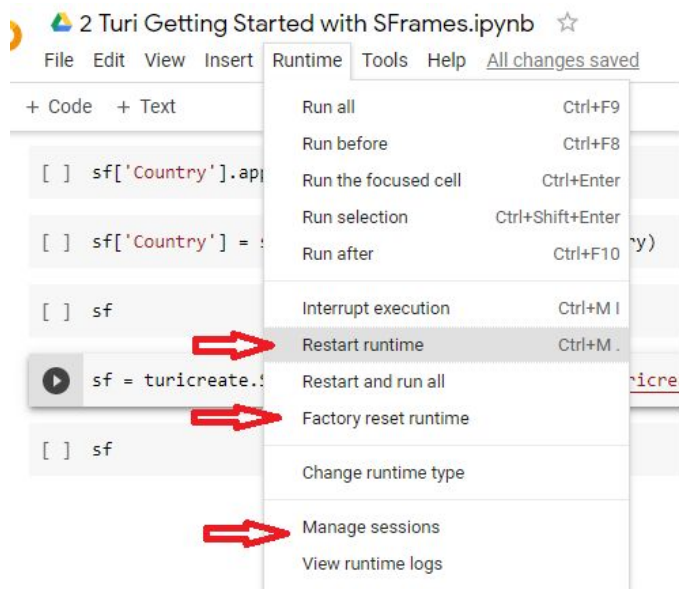 2 Turi Getting Started with SFrames.ipynb
File Edit View Insert Runtime Tools Help All changes saved
+ Code + Text
Run all Ctrl+F9
Run before Ctrl+F8
[ ] sf['Country'].app
Run the focused cell Ctrl+Enter
Run selection Ctrl+Shift+Enter
[ ] sf['Country'] = s ry)
Run after Ctrl+F10
[ ] sf
Interrupt execution Ctrl+M I
Restart runtime Ctrl+M .
sf = turicreate.S ricre
Restart and run all
Factory reset runtime
[ ] sf
Change runtime type
Manage sessions
View runtime logs